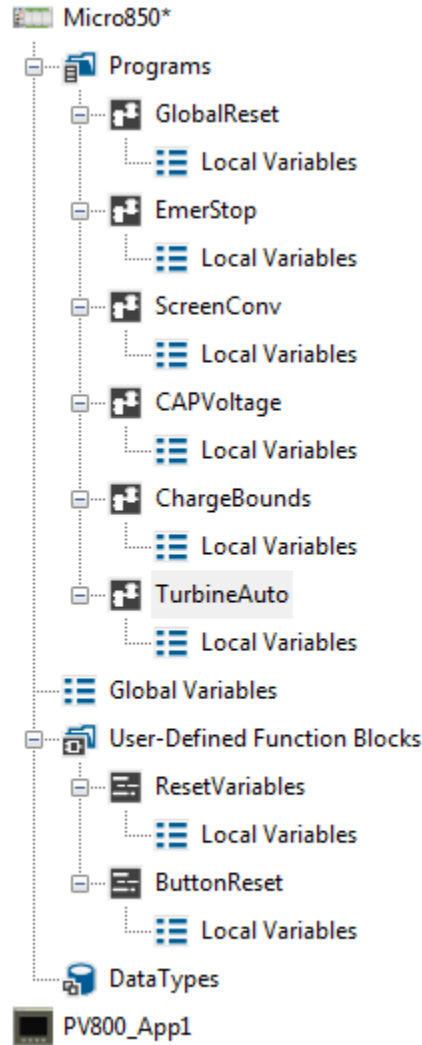 Micro850*
Programs
GlobalReset
Local Variables
EmerStop
Local Variables
ScreenConv
Local Variables
CAPVoltage
Local Variables
ChargeBounds
Local Variables
TurbineAuto
Local Variables
Global Variables
User-Defined Function Blocks
ResetVariables
Local Variables
ButtonReset
Local Variables
DataTypes
PV800_App1